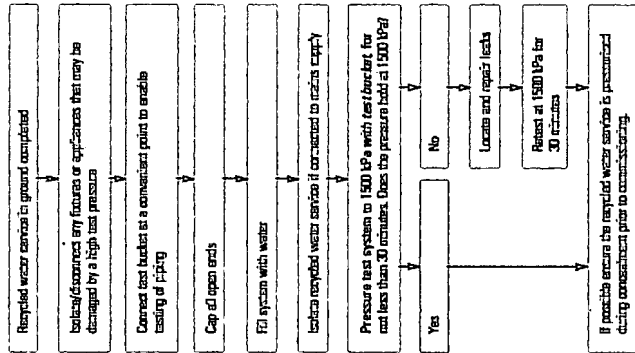 Recycled water service in ground completed
Isolate/disconnect any fixtures or appliances that may be
damaged by a High test pressure
Connect test bucket at a convenient point to enable
testing of piping
Cap all open ends
Fill system with water
Isolate recycled water service if connected to mains supply
Pressure test system to 1500 kPa with test bucket for
not less than 30 minutes. Does the pressure hold at 1500 kPa?
Yes
No
Locate and repair leaks
Retest at 1500 kPa for
30 minutes
If possible ensure the recycled water service is pressurised
during concealment prior to commissioning.